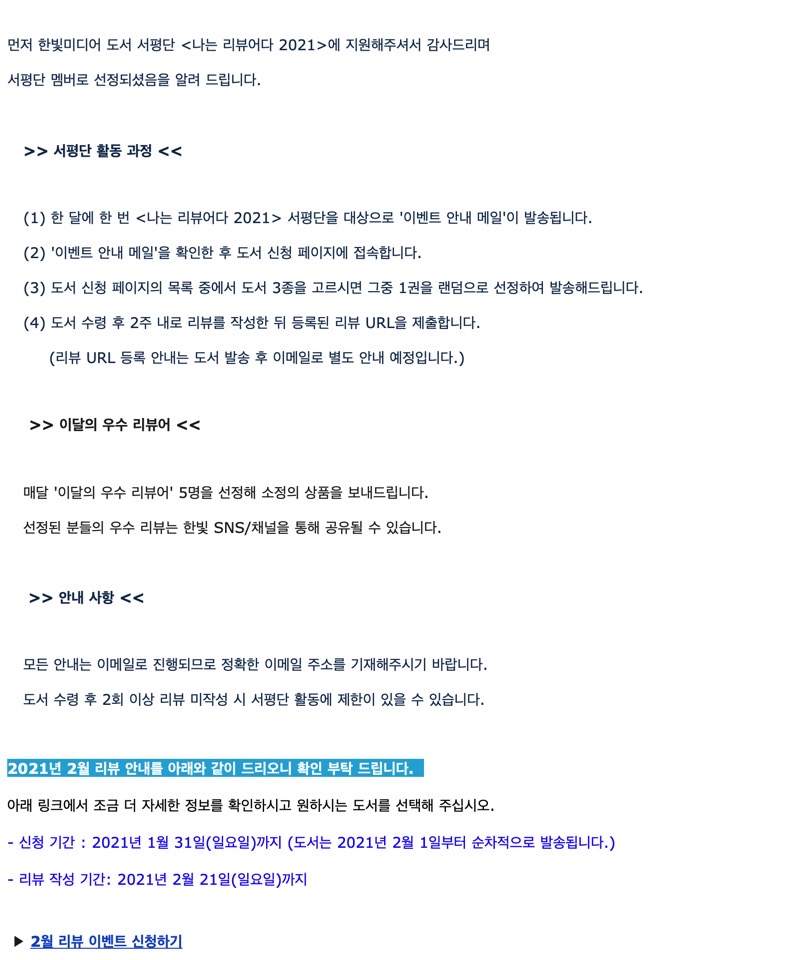 먼저 한빛미디어 도서 서평단 <나는 리뷰어다 2021>에 지원해주셔서 감사드리며
서평단 멤버로 선정되셨음을 알려 드립니다.
>> 서평단 활동 과정 <<
(1) 한 달에 한 번 <나는 리뷰어다 2021> 서평단을 대상으로 '이벤트 안내 메일'이 발송됩니다.
(2) '이벤트 안내 메일'을 확인한 후 도서 신청 페이지에 접속합니다.
(3) 도서 신청 페이지의 목록 중에서 도서 3종을 고르시면 그중 1권을 랜덤으로 선정하여 발송해드립니다.
(4) 도서 수령 후 2주 내로 리뷰를 작성한 뒤 등록된 리뷰 URL을 제출합니다.
(리뷰 URL 등록 안내는 도서 발송 후 이메일로 별도 안내 예정입니다.)
>> 이달의 우수 리뷰어 <<
매달 '이달의 우수 리뷰어' 5명을 선정해 소정의 상품을 보내드립니다.
선정된 분들의 우수 리뷰는 한빛 SNS/채널을 통해 공유될 수 있습니다.
>> 안내 사항 <<
모든 안내는 이메일로 진행되므로 정확한 이메일 주소를 기재해주시기 바랍니다.
도서 수령 후 2회 이상 리뷰 미작성 시 서평단 활동에 제한이 있을 수 있습니다.
2021년 2월 리뷰 안내를 아래와 같이 드리오니 확인 부탁 드립니다.
아래 링크에서 조금 더 자세한 정보를 확인하시고 원하시는 도서를 선택해 주십시오.
- 신청 기간 : 2021년 1월 31일(일요일)까지 (도서는 2021년 2월 1일부터 순차적으로 발송됩니다.)
- 리뷰 작성 기간: 2021년 2월 21일(일요일)까지
▶ 2월 리뷰 이벤트 신청하기